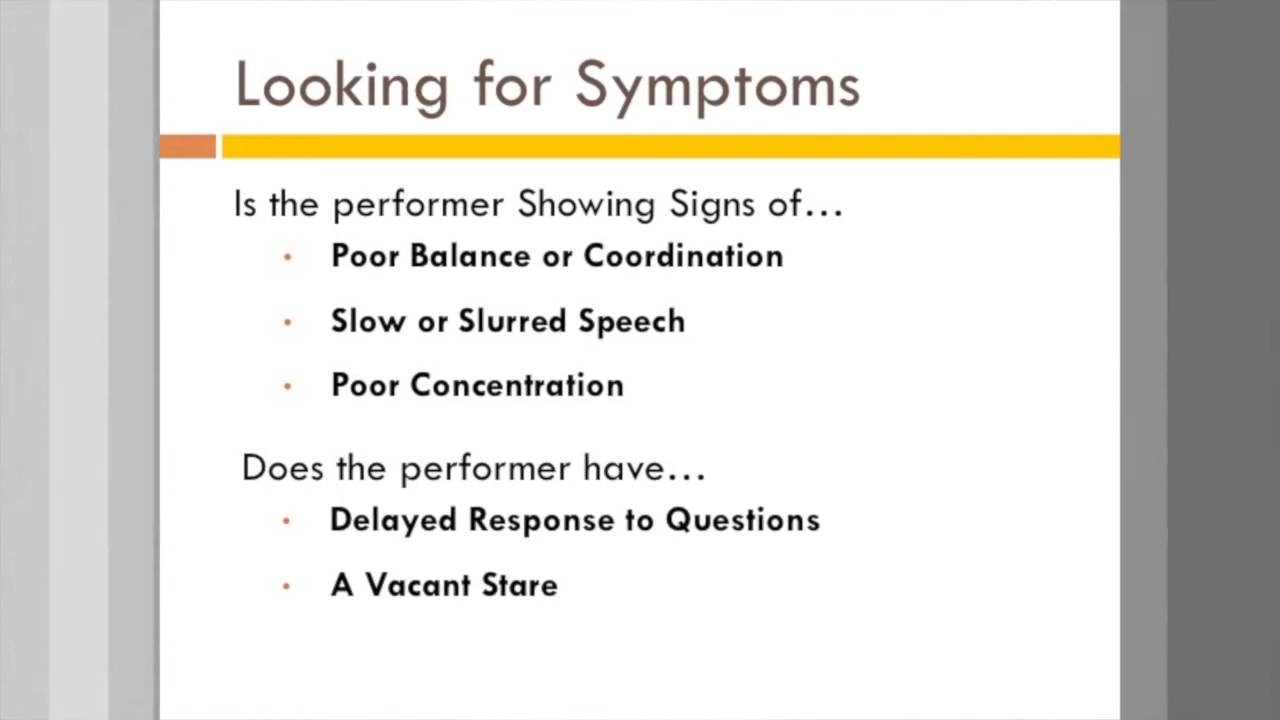 Looking for Symptoms
Is the performer Showing Signs of...
• Poor Balance or Coordination
• Slow or Slurred Speech
• Poor Concentration
Does the performer have...
• Delayed Response to Questions
• A Vacant Stare